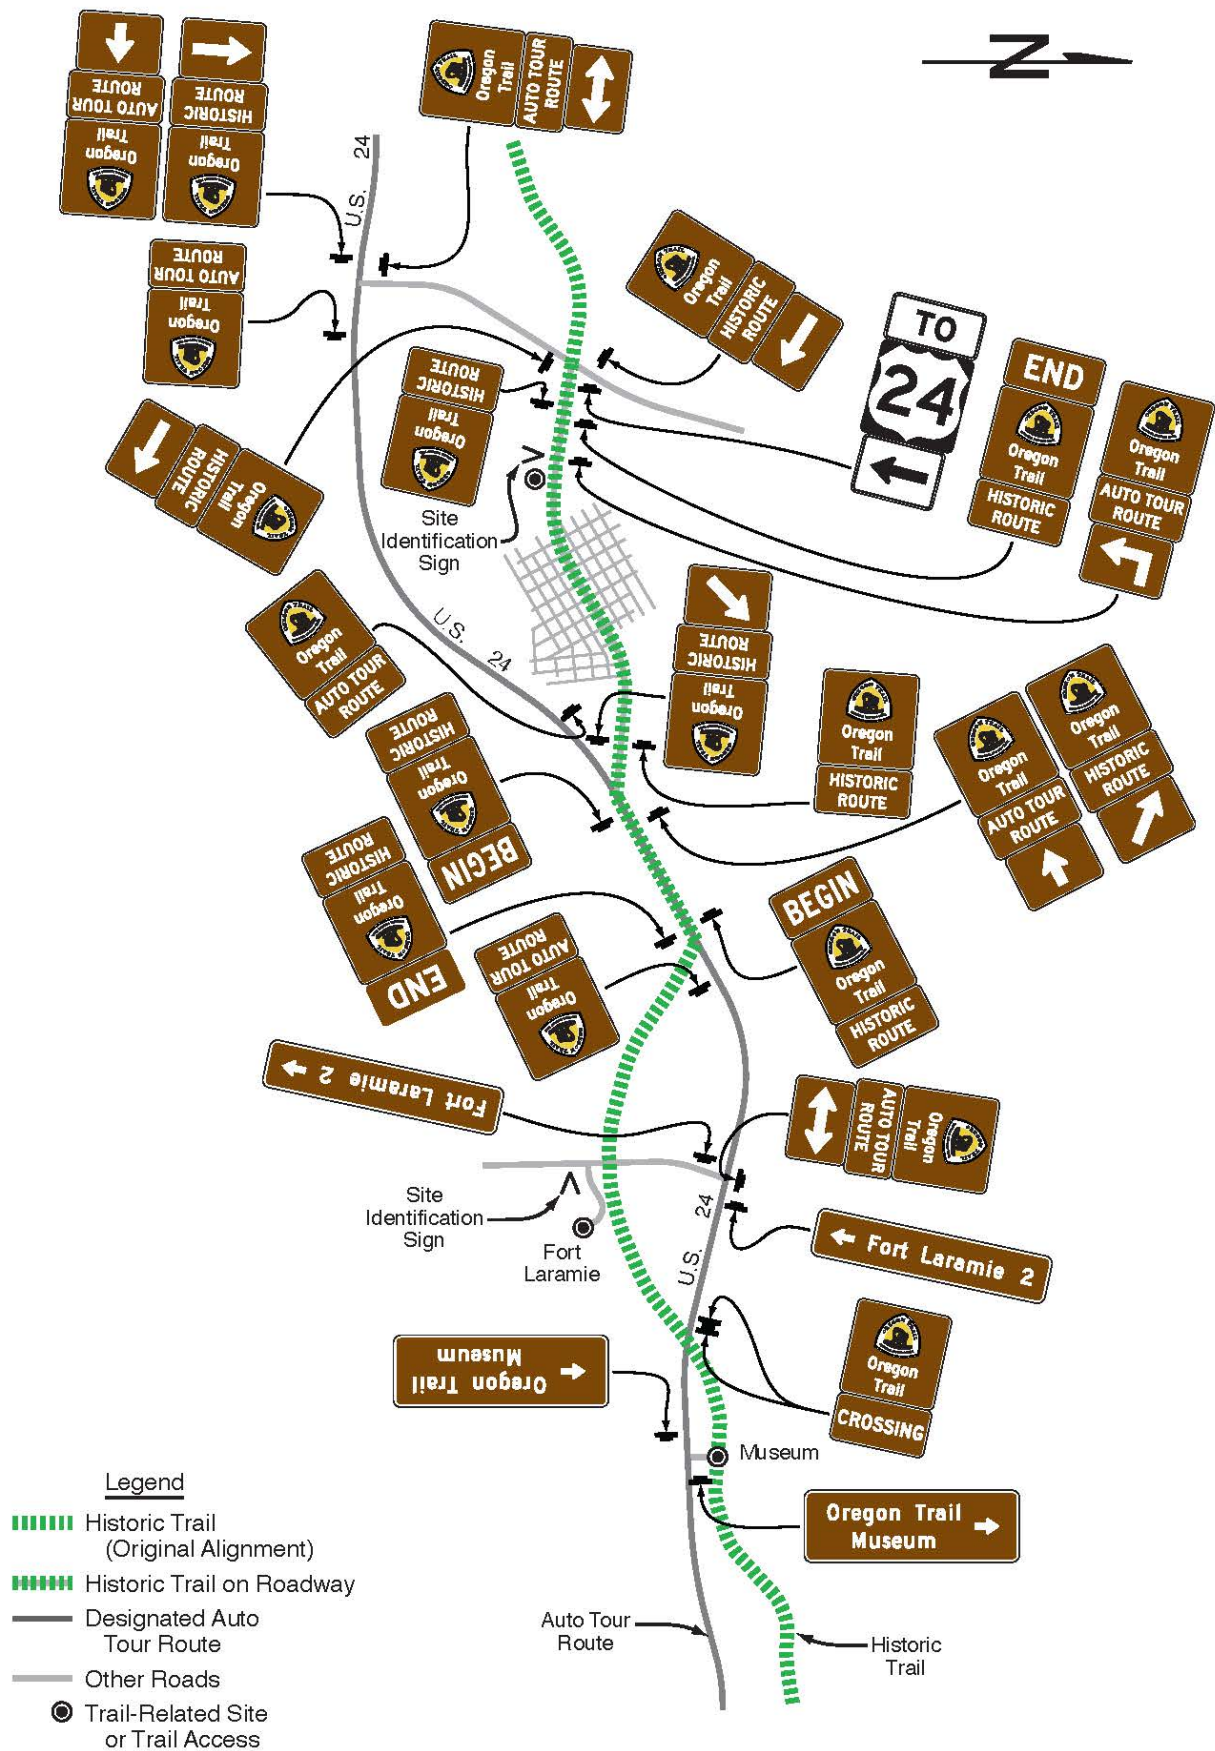 AUTO TOUR
ROUTE
Oregon
Trail
HISTORIC
ROUTE
Oregon
Trail
Oregon
Trail
AUTO TOUR
ROUTE
N
U.S. 24
AUTO TOUR
ROUTE
Oregon
Trail
Oregon
Trail
HISTORIC
ROUTE
TO
24
END
Oregon
Trail
HISTORIC
ROUTE
Oregon
Trail
AUTO TOUR
ROUTE
HISTORIC
ROUTE
Oregon
Trail
Oregon
Trail
HISTORIC
ROUTE
Site
Identification
Sign
U.S. 24
Oregon
Trail
AUTO TOUR
ROUTE
HISTORIC
ROUTE
Oregon
Trail
Oregon
Trail
HISTORIC
ROUTE
Oregon
Trail
AUTO TOUR
ROUTE
Oregon
Trail
HISTORIC
ROUTE
BEGIN
Oregon
Trail
HISTORIC
ROUTE
END
Oregon
Trail
HISTORIC
ROUTE
AUTO TOUR
ROUTE
Oregon
Trail
BEGIN
Oregon
Trail
HISTORIC
ROUTE
Fort Laramie 2
Oregon
Trail
AUTO TOUR
ROUTE
Site
Identification
Sign
Fort
Laramie
U.S. 24
Fort Laramie 2
Oregon Trail
Museum
Oregon
Trail
CROSSING
Museum
Oregon Trail
Museum
Auto Tour
Route
Historic
Trail
Legend
Historic Trail
(Original Alignment)
Historic Trail on Roadway
Designated Auto
Tour Route
Other Roads
Trail-Related Site
or Trail Access